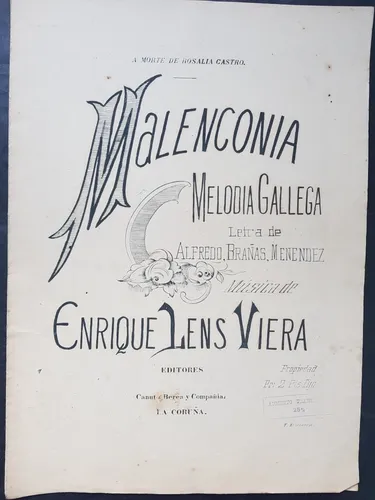 A MORTE DE ROSALIA CASTRO.
MALENCONIA
MELODIA GALLEGA
Letra de
ALFREDO, BRAÑAS, MENENDEZ
Música de
ENRIQUE LENS VIERA
EDITORES
Propiedad
Canuto Berea y Compañía.
LA CORUÑA.